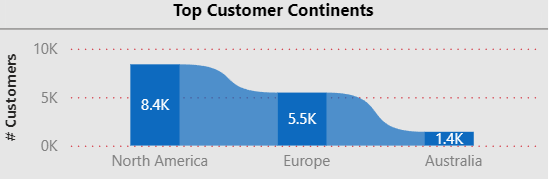 Top Customer Continents
# Customers
10K
5K
0K
8.4K
5.5K
1.4K
North America
Europe
Australia